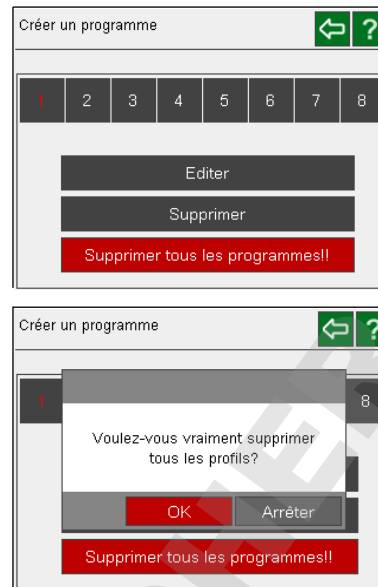 Créer un programme
?
1 2 3 4 5 6 7 8
Editer
Supprimer
Supprimer tous les programmes!!
Créer un programme
?
1 8
Voulez-vous vraiment supprimer
tous les profils?
OK Arrêter
Supprimer tous les programmes!!